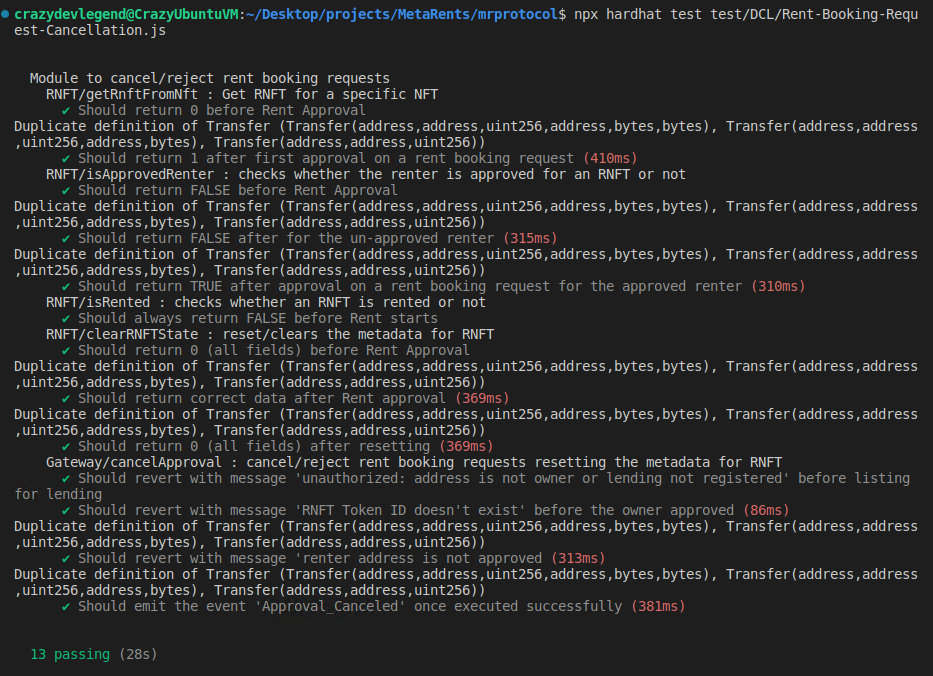 crazydevlegend@CrazyUbuntuVM:~/Desktop/projects/MetaRents/mrprotocol$ npx hardhat test test/DCL/Rent-Booking-Requ
est-Cancellation.js
Module to cancel/reject rent booking requests
RNFT/getRnftFromNft : Get RNFT for a specific NFT
✔ Should return 0 before Rent Approval
Duplicate definition of Transfer (Transfer(address,address,uint256,address,bytes,bytes), Transfer(address,address
,uint256,address,bytes), Transfer(address,address,uint256))
✔ Should return 1 after first approval on a rent booking request (410ms)
RNFT/isApprovedRenter : checks whether the renter is approved for an RNFT or not
✔ Should return FALSE before Rent Approval
Duplicate definition of Transfer (Transfer(address,address,uint256,address,bytes,bytes), Transfer(address,address
,uint256,address,bytes), Transfer(address,address,uint256))
✔ Should return FALSE after for the un-approved renter (315ms)
Duplicate definition of Transfer (Transfer(address,address,uint256,address,bytes,bytes), Transfer(address,address
,uint256,address,bytes), Transfer(address,address,uint256))
✔ Should return TRUE after approval on a rent booking request for the approved renter (310ms)
RNFT/isRented : checks whether an RNFT is rented or not
✔ Should always return FALSE before Rent starts
RNFT/clearRNFTState : reset/clears the metadata for RNFT
✔ Should return 0 (all fields) before Rent Approval
Duplicate definition of Transfer (Transfer(address,address,uint256,address,bytes,bytes), Transfer(address,address
,uint256,address,bytes), Transfer(address,address,uint256))
✔ Should return correct data after Rent approval (369ms)
Duplicate definition of Transfer (Transfer(address,address,uint256,address,bytes,bytes), Transfer(address,address
,uint256,address,bytes), Transfer(address,address,uint256))
✔ Should return 0 (all fields) after resetting (369ms)
Gateway/cancelApproval : cancel/reject rent booking requests resetting the metadata for RNFT
✔ Should revert with message 'unauthorized: address is not owner or lending not registered' before listing
for lending
✔ Should revert with message 'RNFT Token ID doesn't exist' before the owner approved (86ms)
Duplicate definition of Transfer (Transfer(address,address,uint256,address,bytes,bytes), Transfer(address,address
,uint256,address,bytes), Transfer(address,address,uint256))
✔ Should revert with message 'renter address is not approved (313ms)
Duplicate definition of Transfer (Transfer(address,address,uint256,address,bytes,bytes), Transfer(address,address
,uint256,address,bytes), Transfer(address,address,uint256))
✔ Should emit the event 'Approval_Canceled' once executed successfully (381ms)
13 passing (28s)